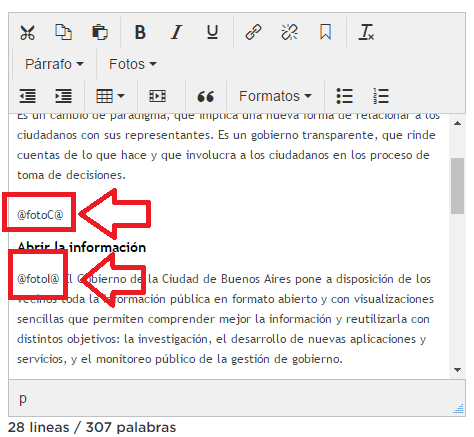 B I U
Párrafo Fotos
Formatos
Es un cambio de paradigma, que implica una nueva forma de relacionar a los
ciudadanos con sus representantes. Es un gobierno transparente, que rinde
cuentas de lo que hace y que involucra a los ciudadanos en los proceso de
toma de decisiones.
@fotoC@
Abrir la información
@fotoI@ El Gobierno de la Ciudad de Buenos Aires pone a disposición de los
vecinos toda la información pública en formato abierto y con visualizaciones
sencillas que permiten comprender mejor la información y reutilizarla con
distintos objetivos: la investigación, el desarrollo de nuevas aplicaciones y
servicios, y el monitoreo público de la gestión de gobierno.
p
28 lineas / 307 palabras